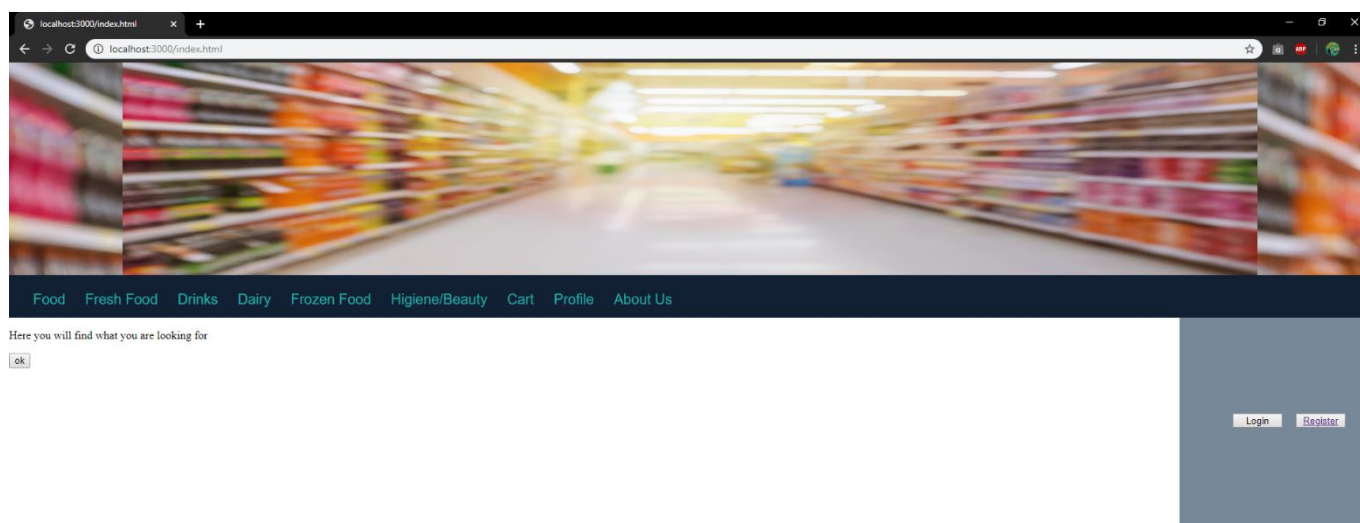 localhost:3000/index.html
localhost:3000/index.html
ABP
Food Fresh Food Drinks Dairy Frozen Food Higiene/Beauty Cart Profile About Us
Here you will find what you are looking for
ok
Login Register